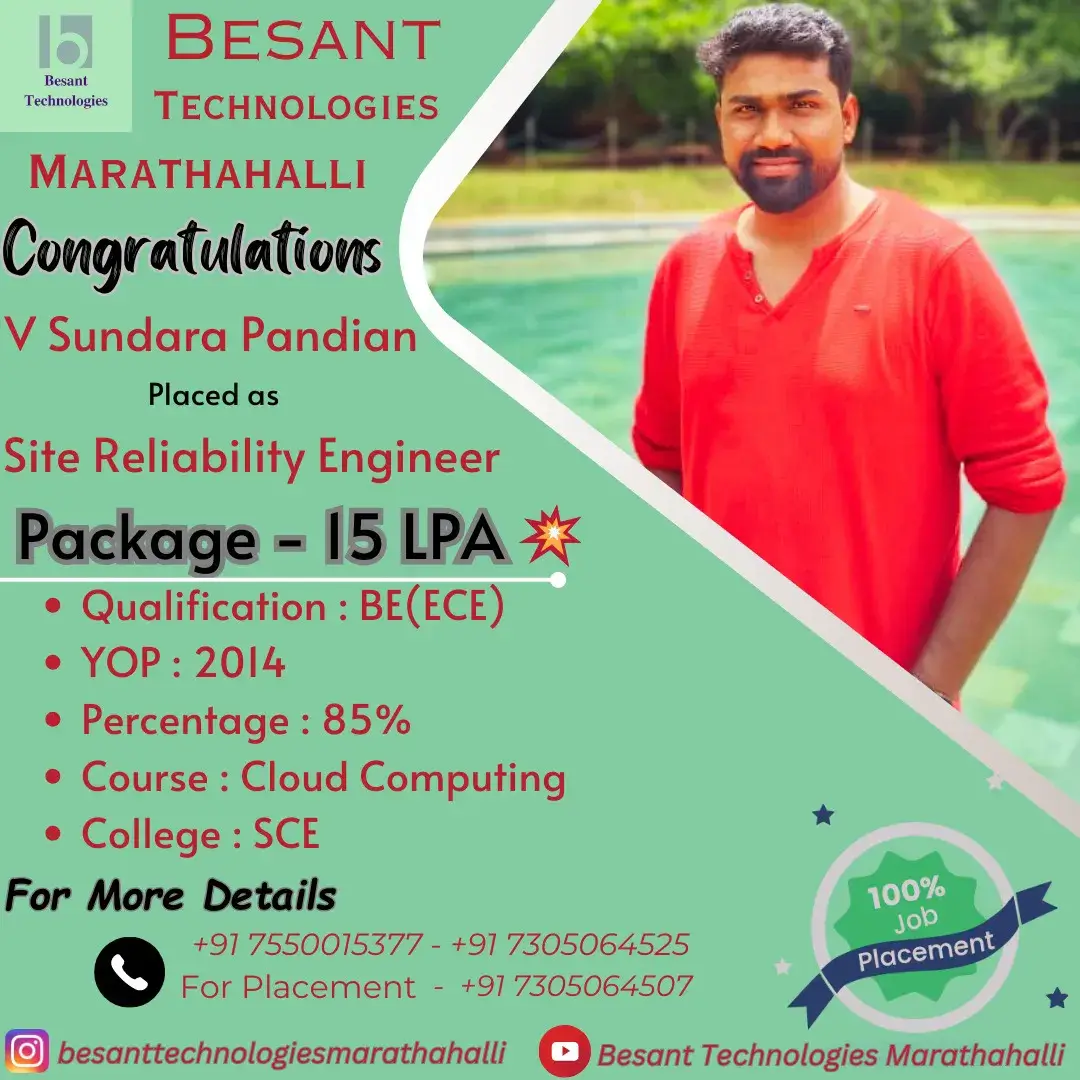 Besant
Technologies
BESANT
TECHNOLOGIES
MARATHAHALLI
Congratulations
V Sundara Pandian
Placed as
Site Reliability Engineer
Package - 15 LPA 💥
• Qualification : BE(ECE)
• YOP : 2014
• Percentage : 85%
• Course : Cloud Computing
• College : SCE
For More Details
+91 7550015377 - +91 7305064525
For Placement - +91 7305064507
100%
Job
Placement
besanttechnologiesmarathahalli
Besant Technologies Marathahalli